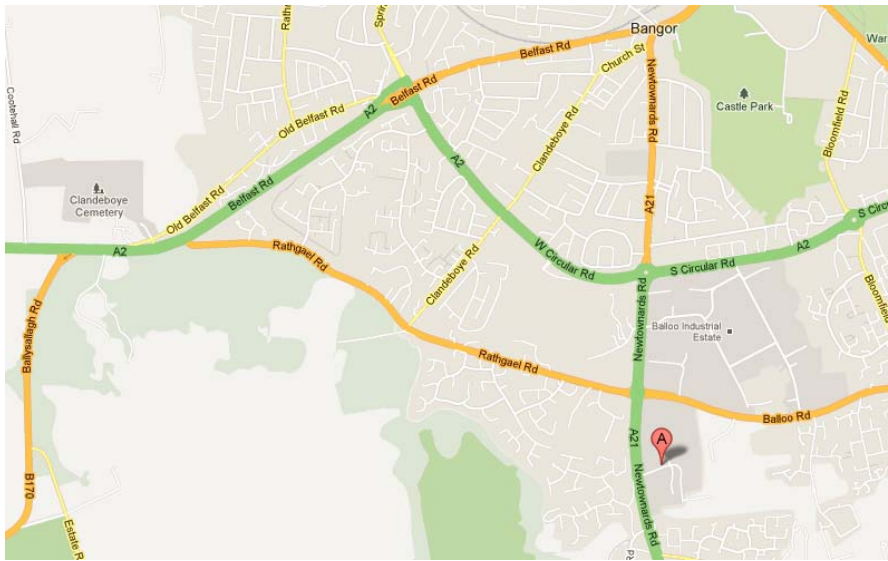 Bangor
Belfast Rd
Church St
Newtownards Rd
Castle Park
Bloomfield Rd
Cootehall Rd
Old Belfast Rd
A2
Belfast Rd
Clandeboye Rd
A2
Clandeboye
Cemetery
Old Belfast Rd
Belfast Rd
A21
A2
Rathgael Rd
W Circular Rd
S Circular Rd
A2
Clandeboye Rd
Newtownards Rd
Bloomfield
Ballysallagh Rd
Balloo Industrial
Estate
Rathgael Rd
Balloo Rd
A21
A
B170
Newtownards Rd